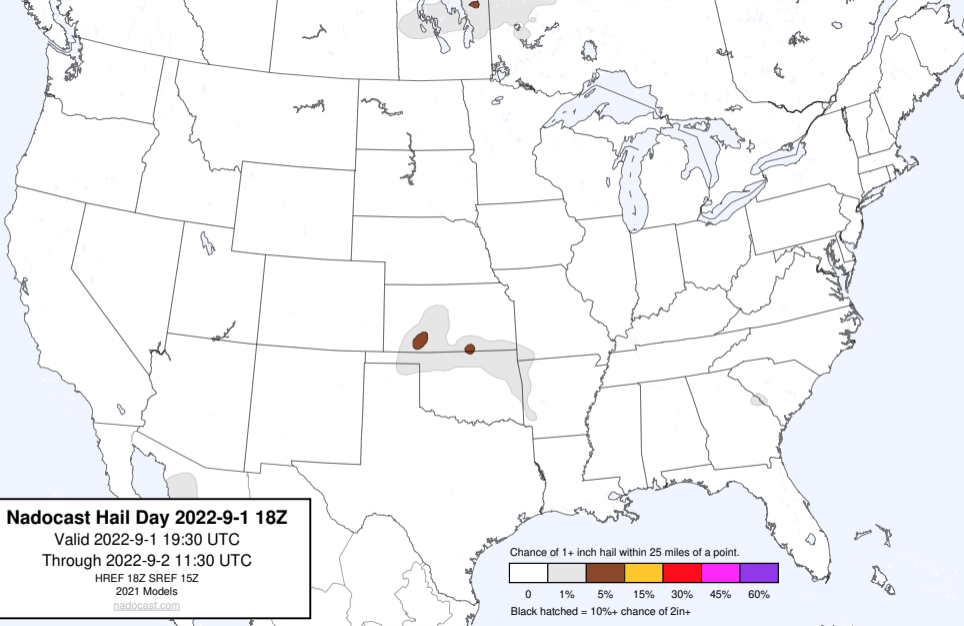 Nadocast Hail Day 2022-9-1 18Z
Valid 2022-9-1 19:30 UTC
Through 2022-9-2 11:30 UTC
HREF 18Z SREF 15Z
2021 Models
nadocast.com
Chance of 1+ inch hail within 25 miles of a point.
0 1% 5% 15% 30% 45% 60%
Black hatched = 10%+ chance of 2in+